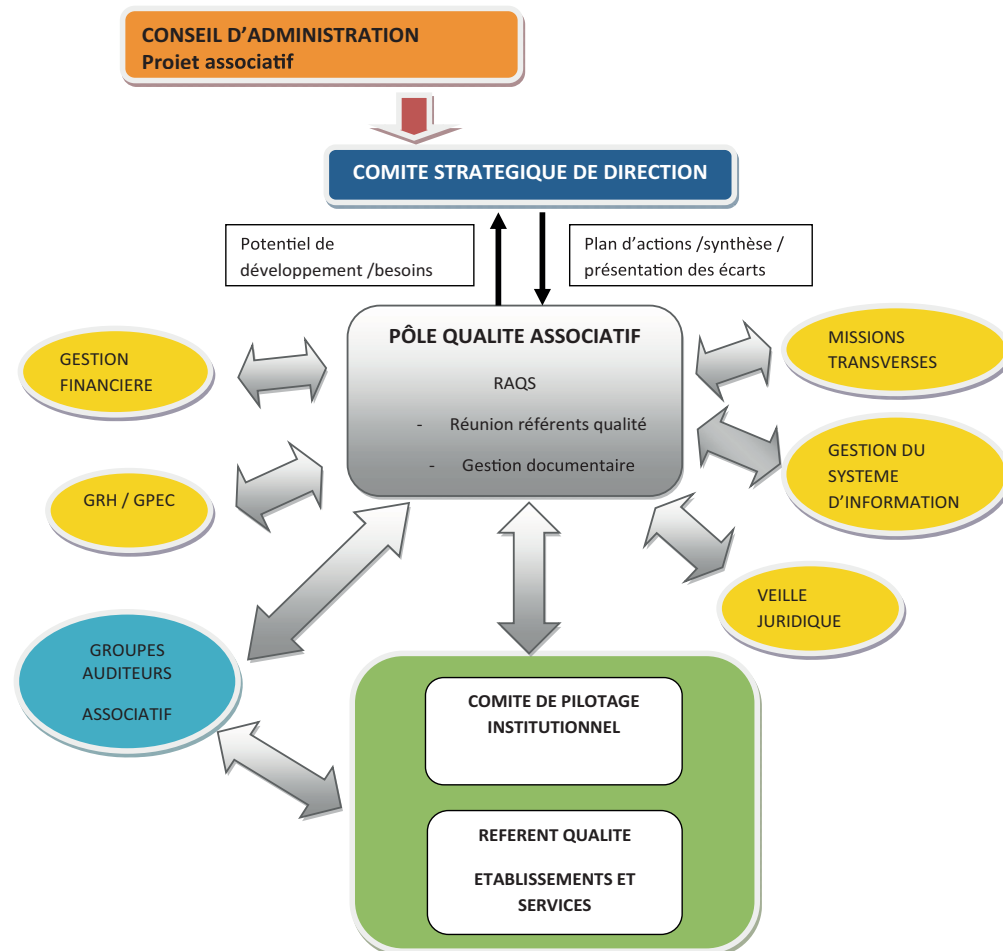 CONSEIL D’ADMINISTRATION
Proiet associatif
COMITE STRATEGIQUE DE DIRECTION
Potentiel de
développement /besoins
Plan d’actions /synthèse /
présentation des écarts
PÔLE QUALITE ASSOCIATIF
RAQS
- Réunion référents qualité
- Gestion documentaire
GESTION
FINANCIERE
GRH / GPEC
MISSIONS
TRANSVERSES
GESTION DU
SYSTEME
D’INFORMATION
VEILLE
JURIDIQUE
GROUPES
AUDITEURS
ASSOCIATIF
COMITE DE PILOTAGE
INSTITUTIONNEL
REFERENT QUALITE
ETABLISSEMENTS ET
SERVICES